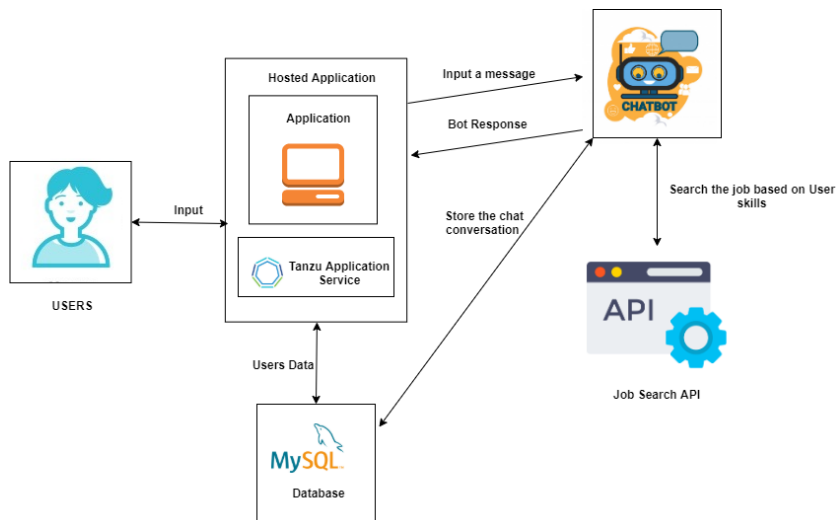 Hosted Application
Application
Tanzu Application
Service
Input a message
Bot Response
CHATBOT
Input
USERS
Store the chat
conversation
Search the job based on User
skills
API
Job Search API
Users Data
MySQL
Database